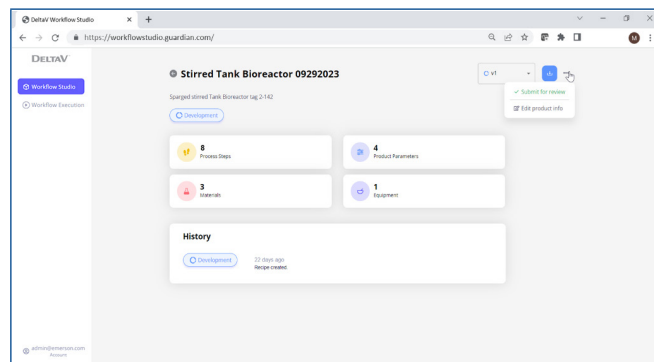 DeltaV Workflow Studio
https://workflowstudio.guardian.com/
M
DELTAV
Workflow Studio
Workflow Execution
Stirred Tank Bioreactor 09292023
v1
Submit for review
Edit product info
Sparged stirred Tank Bioreactor tag 2-142
Development
8
Process Steps
4
Product Parameters
3
Materials
1
Equipment
History
Development
22 days ago
Recipe created
admin@emerson.com